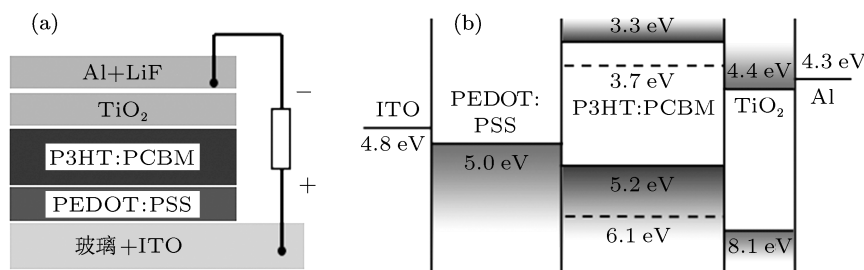 (a)
Al+LiF
TiO₂
P3HT:PCBM
PEDOT:PSS
玻璃+ITO
−
+
(b)
3.3 eV
3.7 eV
P3HT:PCBM
5.2 eV
6.1 eV
ITO
4.8 eV
PEDOT:
PSS
5.0 eV
4.4 eV
TiO₂
8.1 eV
4.3 eV
Al